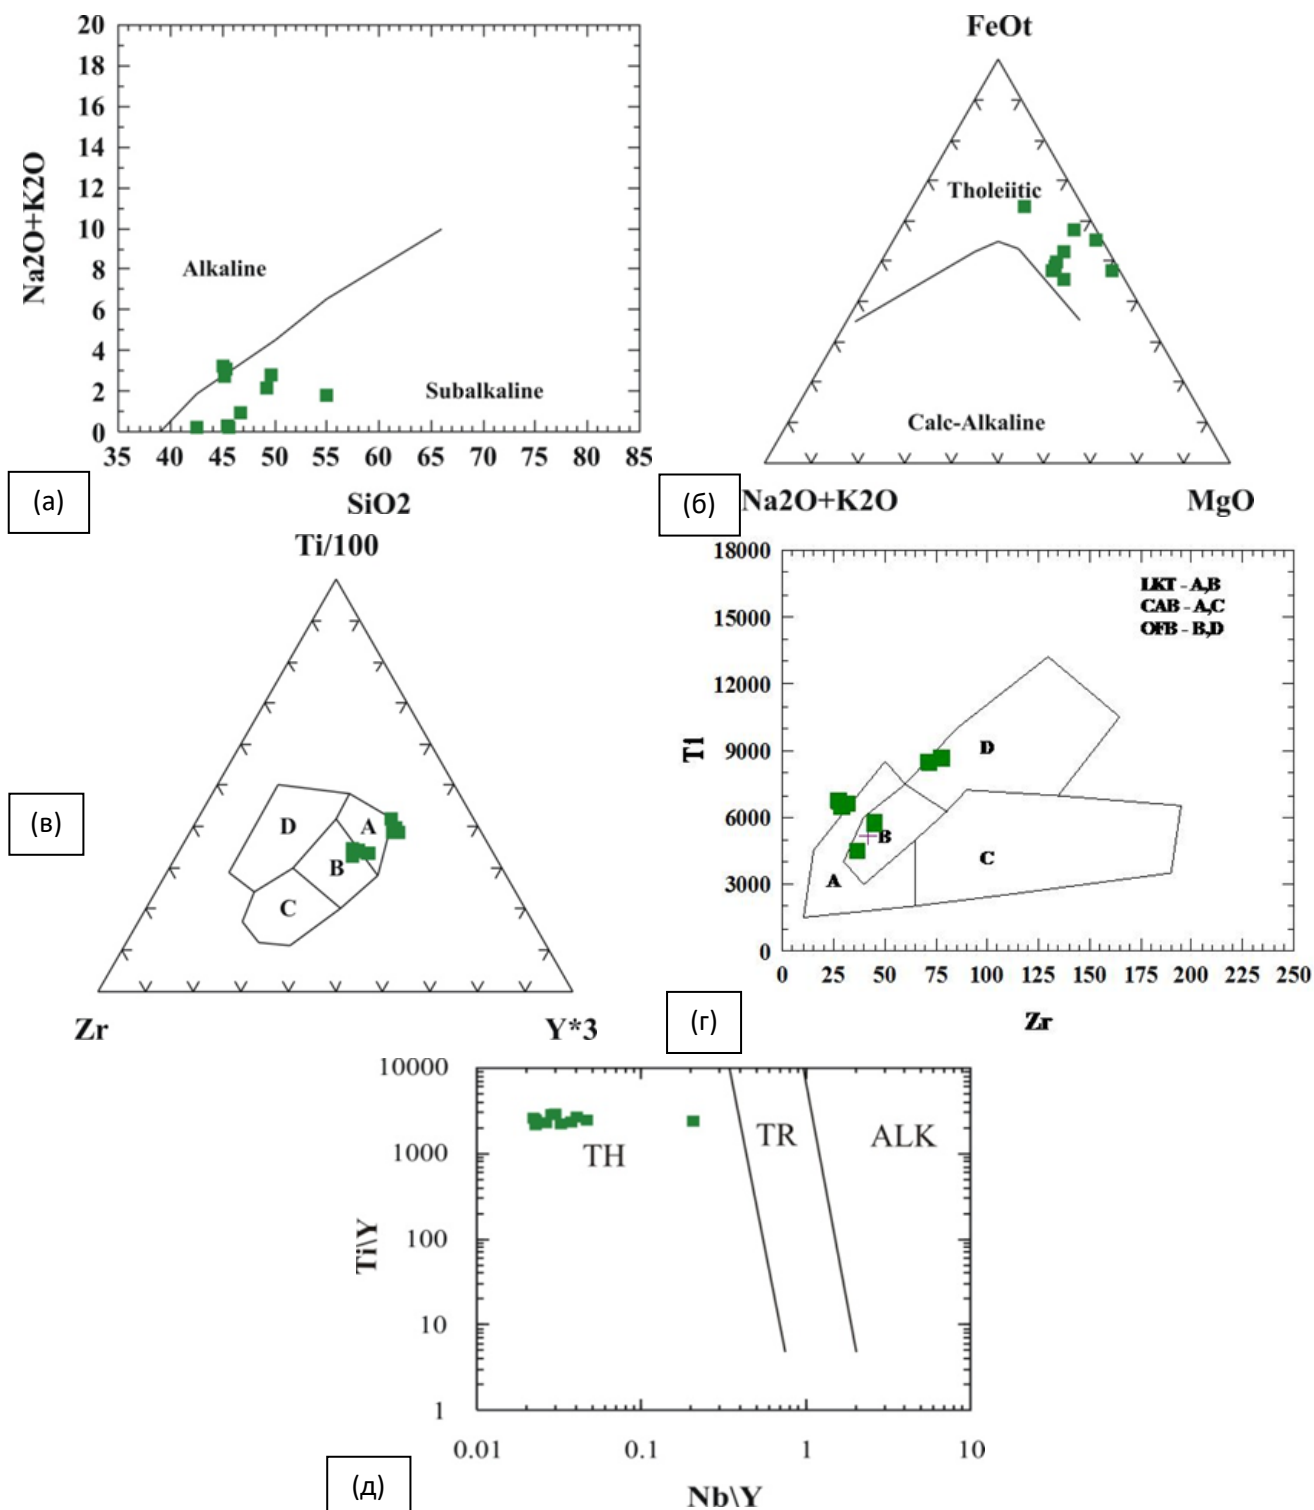 20
18
16
14
12
10
8
6
4
2
0
Na2O+K2O
Alkaline
Subalkaline
35 40 45 50 55 60 65 70 75 80 85
SiO2
(а)
FeOt
Tholeiitic
Calc-Alkaline
Na2O+K2O
MgO
(б)
Ti/100
D
A
B
C
Zr
Y*3
(в)
18000
15000
12000
9000
6000
3000
0
Ti
LKT - A,B
CAB - A,C
OFB - B,D
D
B
C
A
0 25 50 75 100 125 150 175 200 225 250
Zr
(г)
10000
1000
100
10
1
Ti\Y
TH
TR
ALK
0.01 0.1 1 10
Nb\Y
(д)